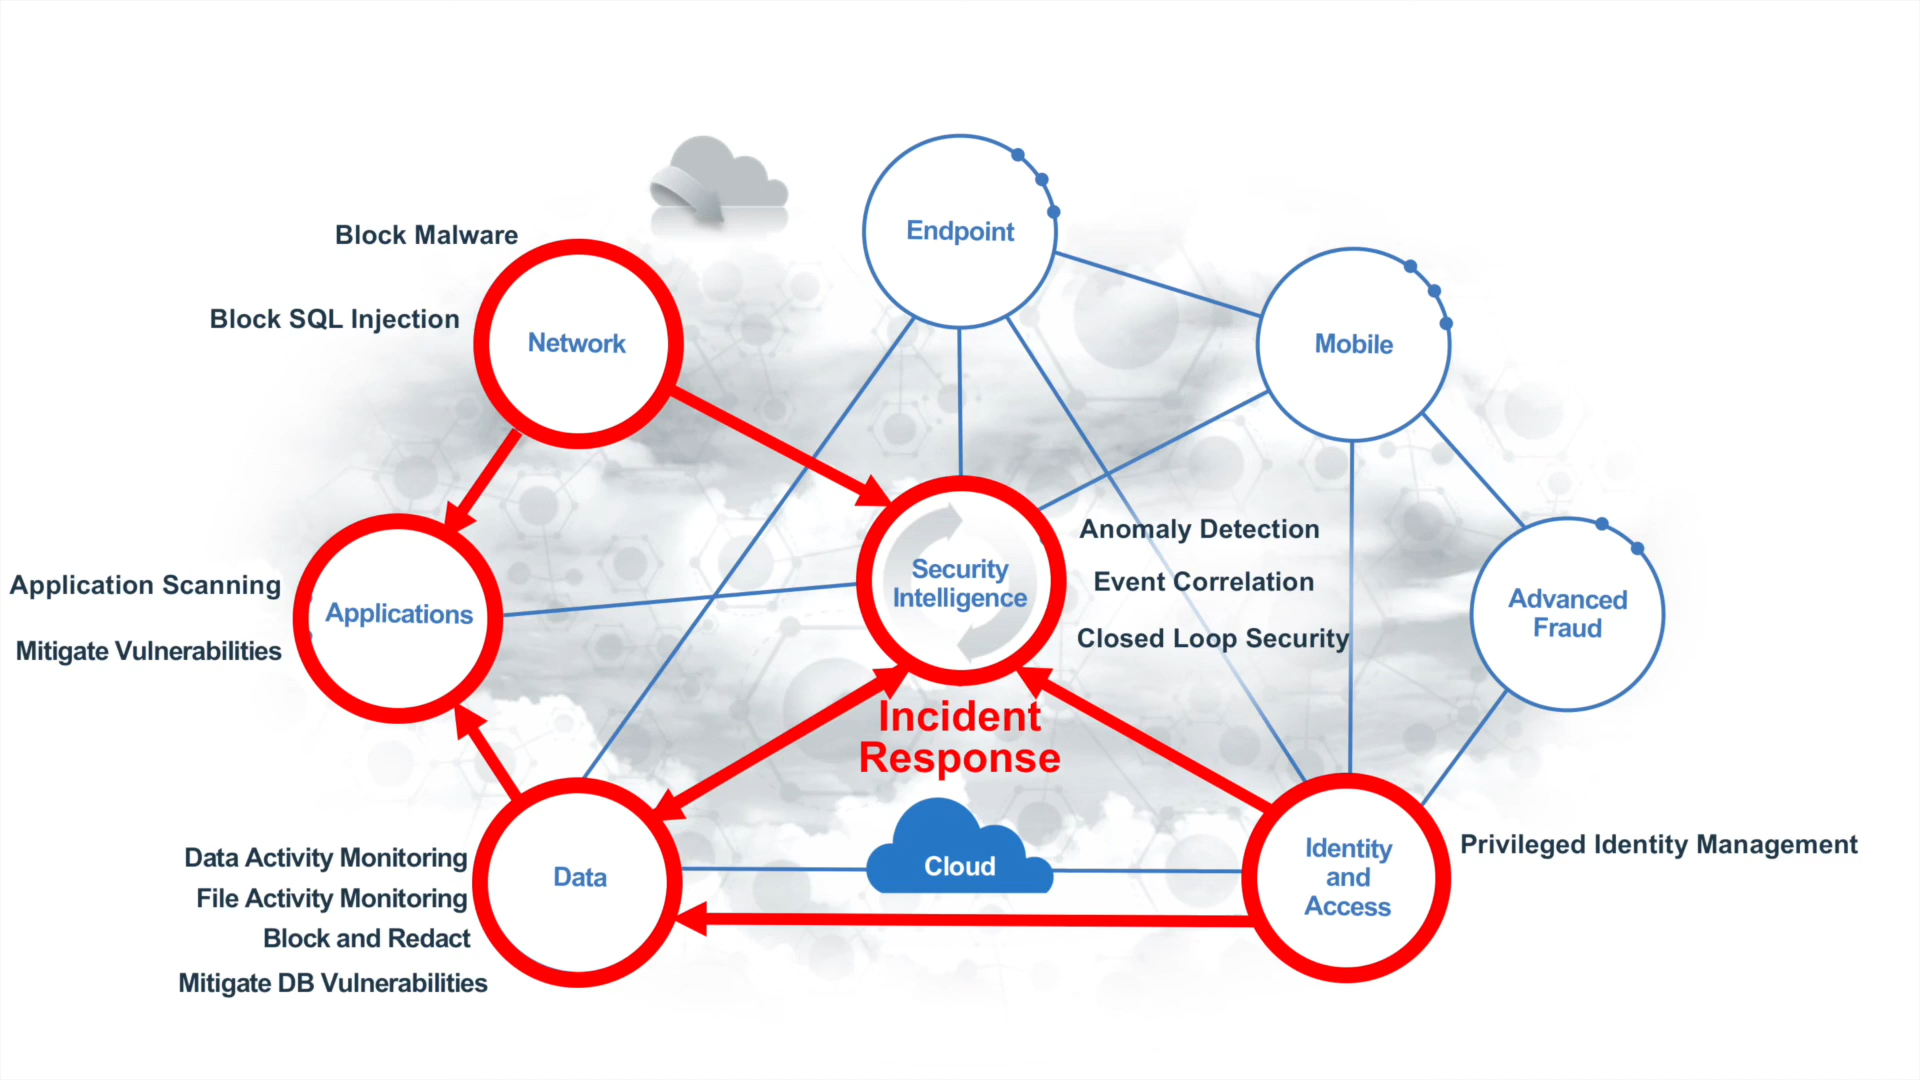 Endpoint
Block Malware
Block SQL Injection
Network
Mobile
Anomaly Detection
Security
Intelligence
Event Correlation
Closed Loop Security
Application Scanning
Applications
Mitigate Vulnerabilities
Advanced
Fraud
Incident
Response
Cloud
Data Activity Monitoring
Data
File Activity Monitoring
Block and Redact
Mitigate DB Vulnerabilities
Identity
and
Access
Privileged Identity Management